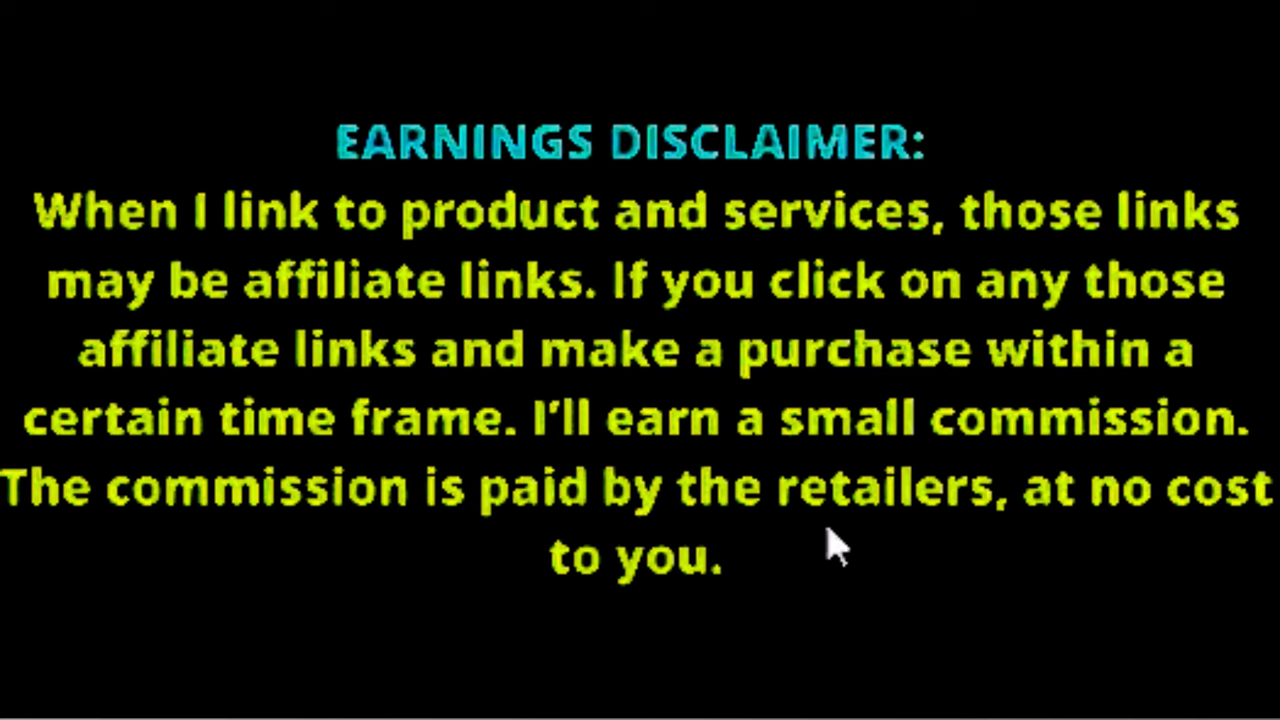 EARNINGS DISCLAIMER:
When I link to product and services, those links
may be affiliate links. If you click on any those
affiliate links and make a purchase within a
certain time frame. I’ll earn a small commission.
The commission is paid by the retailers, at no cost
to you.